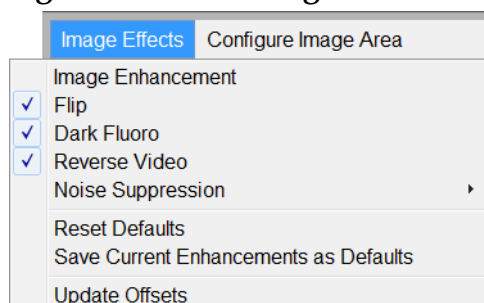 Image Effects Configure Image Area
Image Enhancement
Flip
Dark Fluoro
Reverse Video
Noise Suppression
Reset Defaults
Save Current Enhancements as Defaults
Update Offsets